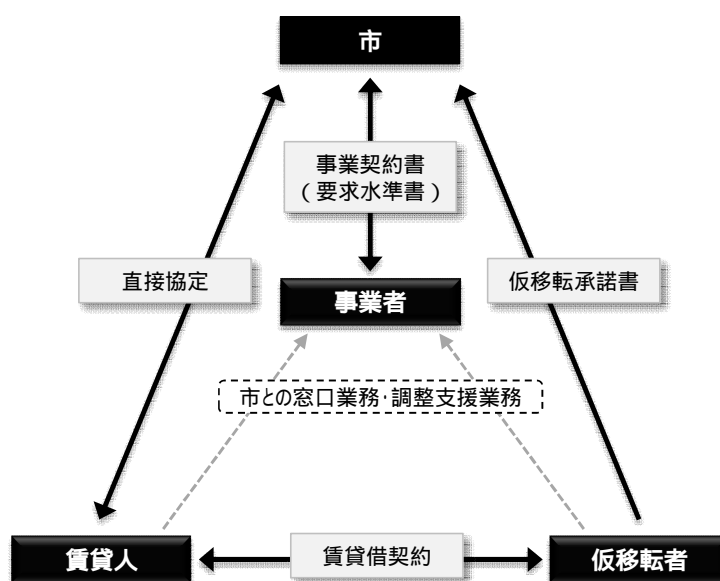 市
事業契約書
(要求水準書)
直接協定
仮移転承諾書
事業者
市との窓口業務・調整支援業務
賃貸人
賃貸借契約
仮移転者